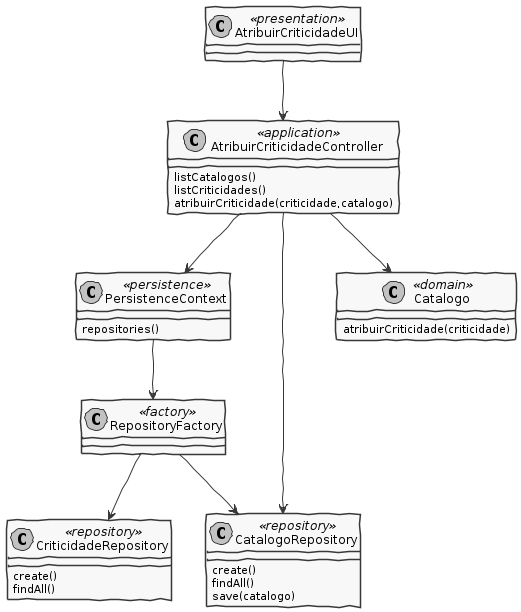 «presentation»
C AtribuirCriticidadeUI
«application»
C AtribuirCriticidadeController
listCatalogos()
listCriticidades()
atribuirCriticidade(criticidade,catalogo)
«persistence»
C PersistenceContext
repositories()
«domain»
C Catalogo
atribuirCriticidade(criticidade)
«factory»
C RepositoryFactory
«repository»
C CriticidadeRepository
create()
findAll()
«repository»
C CatalogoRepository
create()
findAll()
save(catalogo)